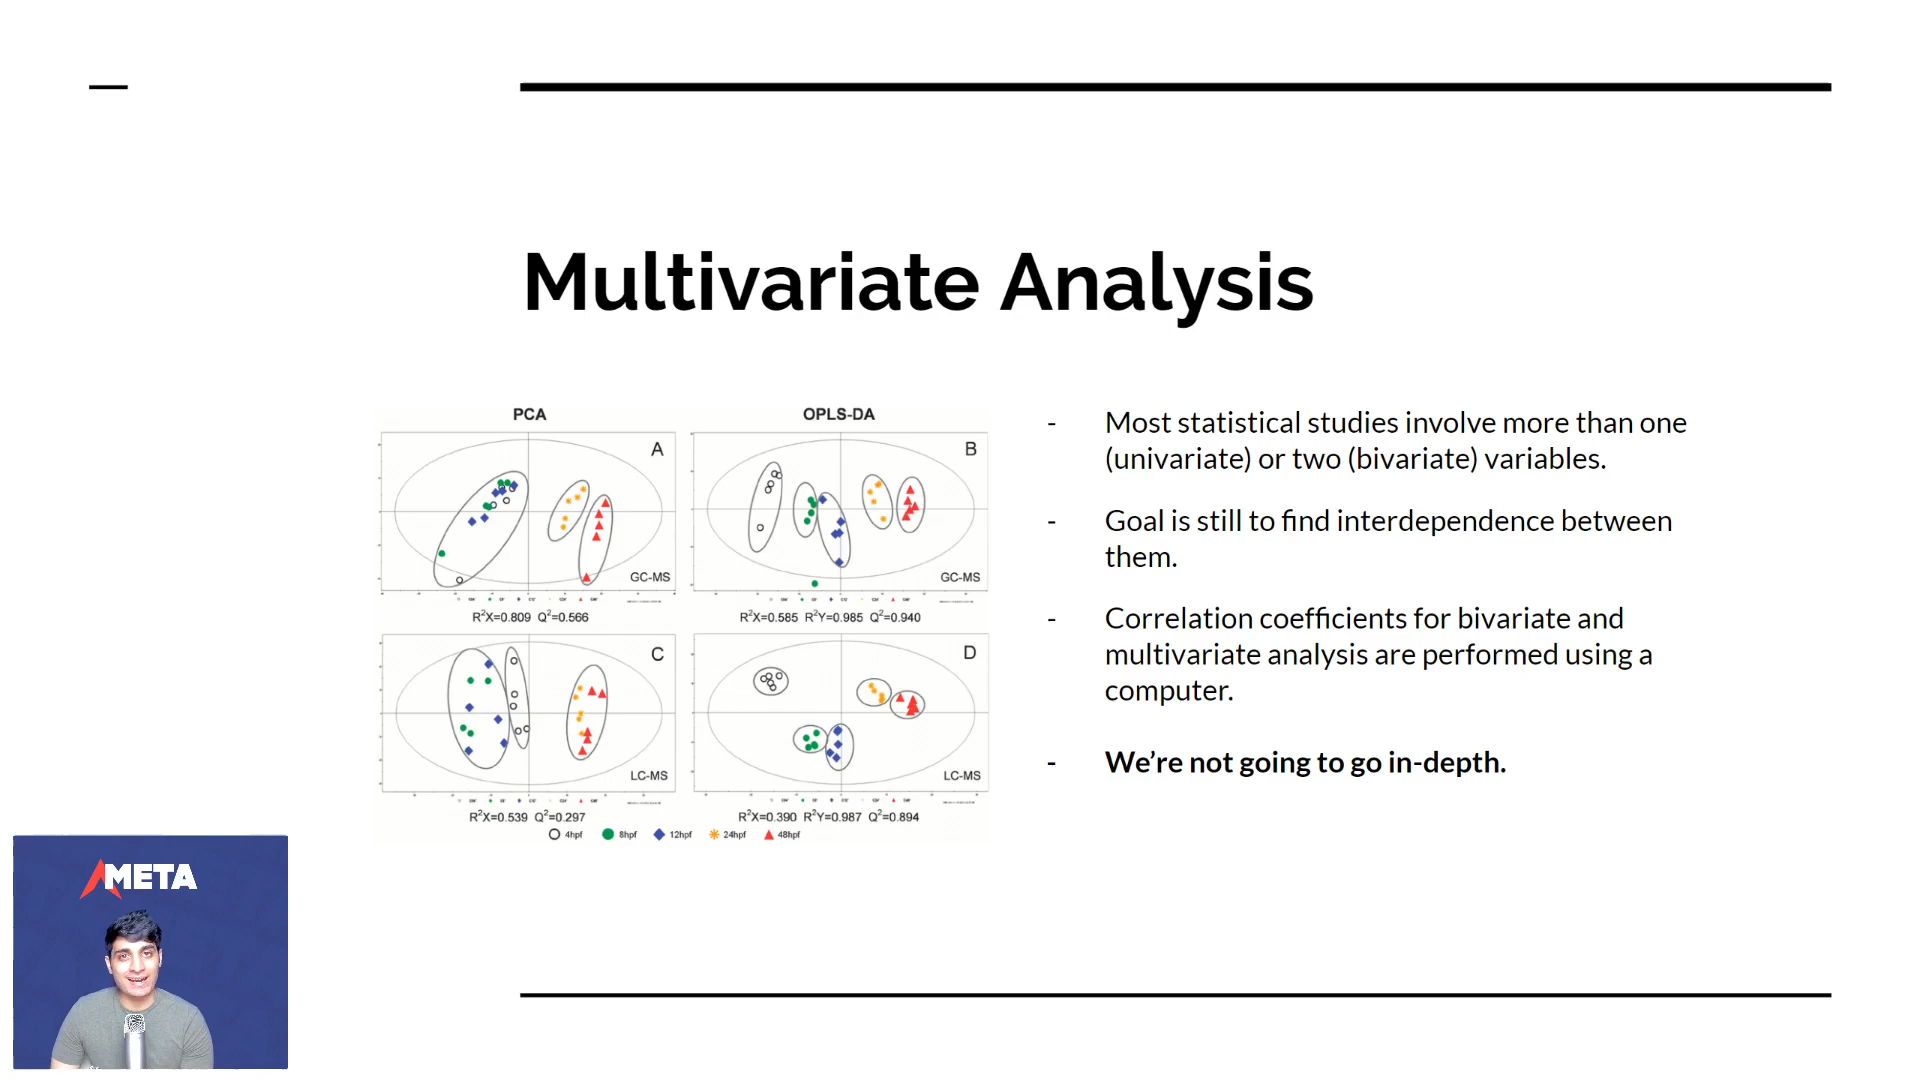 Multivariate Analysis
PCA
OPLS-DA
A
GC-MS
R²X=0.809 Q²=0.566
B
GC-MS
R²X=0.585 R²Y=0.985 Q²=0.940
C
LC-MS
R²X=0.539 Q²=0.297
D
LC-MS
R²X=0.390 R²Y=0.987 Q²=0.894
4hpf 8hpf 12hpf 24hpf 48hpf
- Most statistical studies involve more than one
(univariate) or two (bivariate) variables.
- Goal is still to find interdependence between
them.
- Correlation coefficients for bivariate and
multivariate analysis are performed using a
computer.
- We’re not going to go in-depth.
META